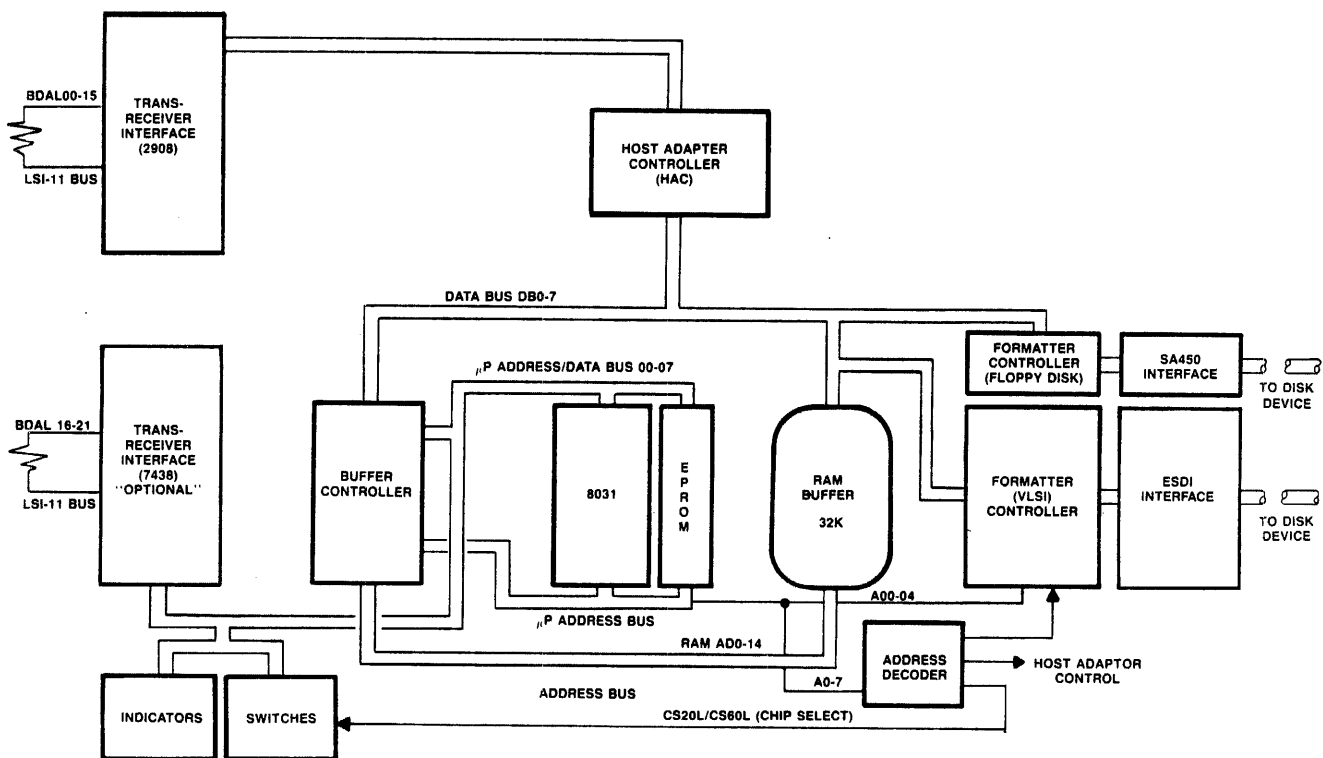 BDAL00-15
TRANS-
RECEIVER
INTERFACE
(2908)
LSI-11 BUS
HOST ADAPTER
CONTROLLER
(HAC)
DATA BUS DB0-7
FORMATTER
CONTROLLER
(FLOPPY DISK)
SA450
INTERFACE
TO DISK
DEVICE
μP ADDRESS/DATA BUS 00-07
BDAL 16-21
TRANS-
RECEIVER
INTERFACE
(7438)
"OPTIONAL"
LSI-11 BUS
BUFFER
CONTROLLER
8031
E
P
R
O
M
RAM
BUFFER
32K
FORMATTER
(VLSI)
CONTROLLER
ESDI
INTERFACE
TO DISK
DEVICE
A00-04
μP ADDRESS BUS
RAM AD0-14
ADDRESS
DECODER
HOST ADAPTOR
CONTROL
A0-7
ADDRESS BUS
INDICATORS
SWITCHES
CS20L/CS60L (CHIP SELECT)